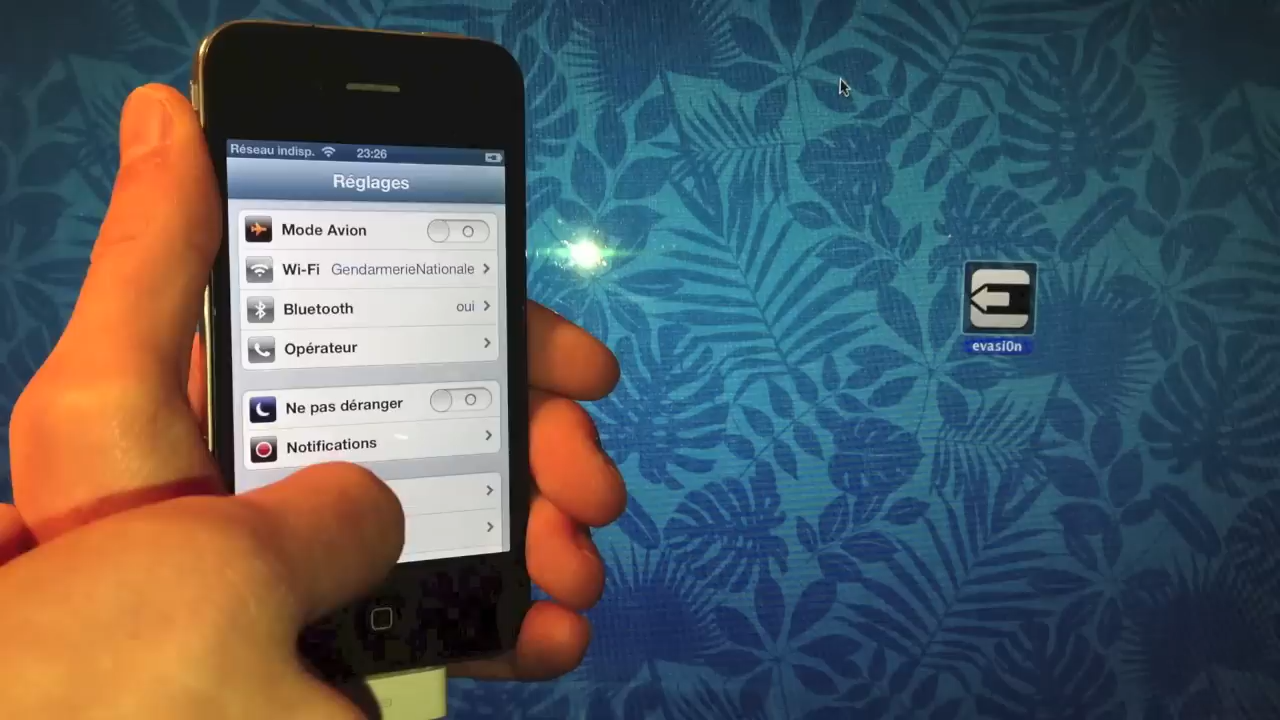 Réseau indisp. 23:26
Réglages
Mode Avion
Wi-Fi GendarmerieNationale
Bluetooth oui
Opérateur
Ne pas déranger
Notifications
evasi0n